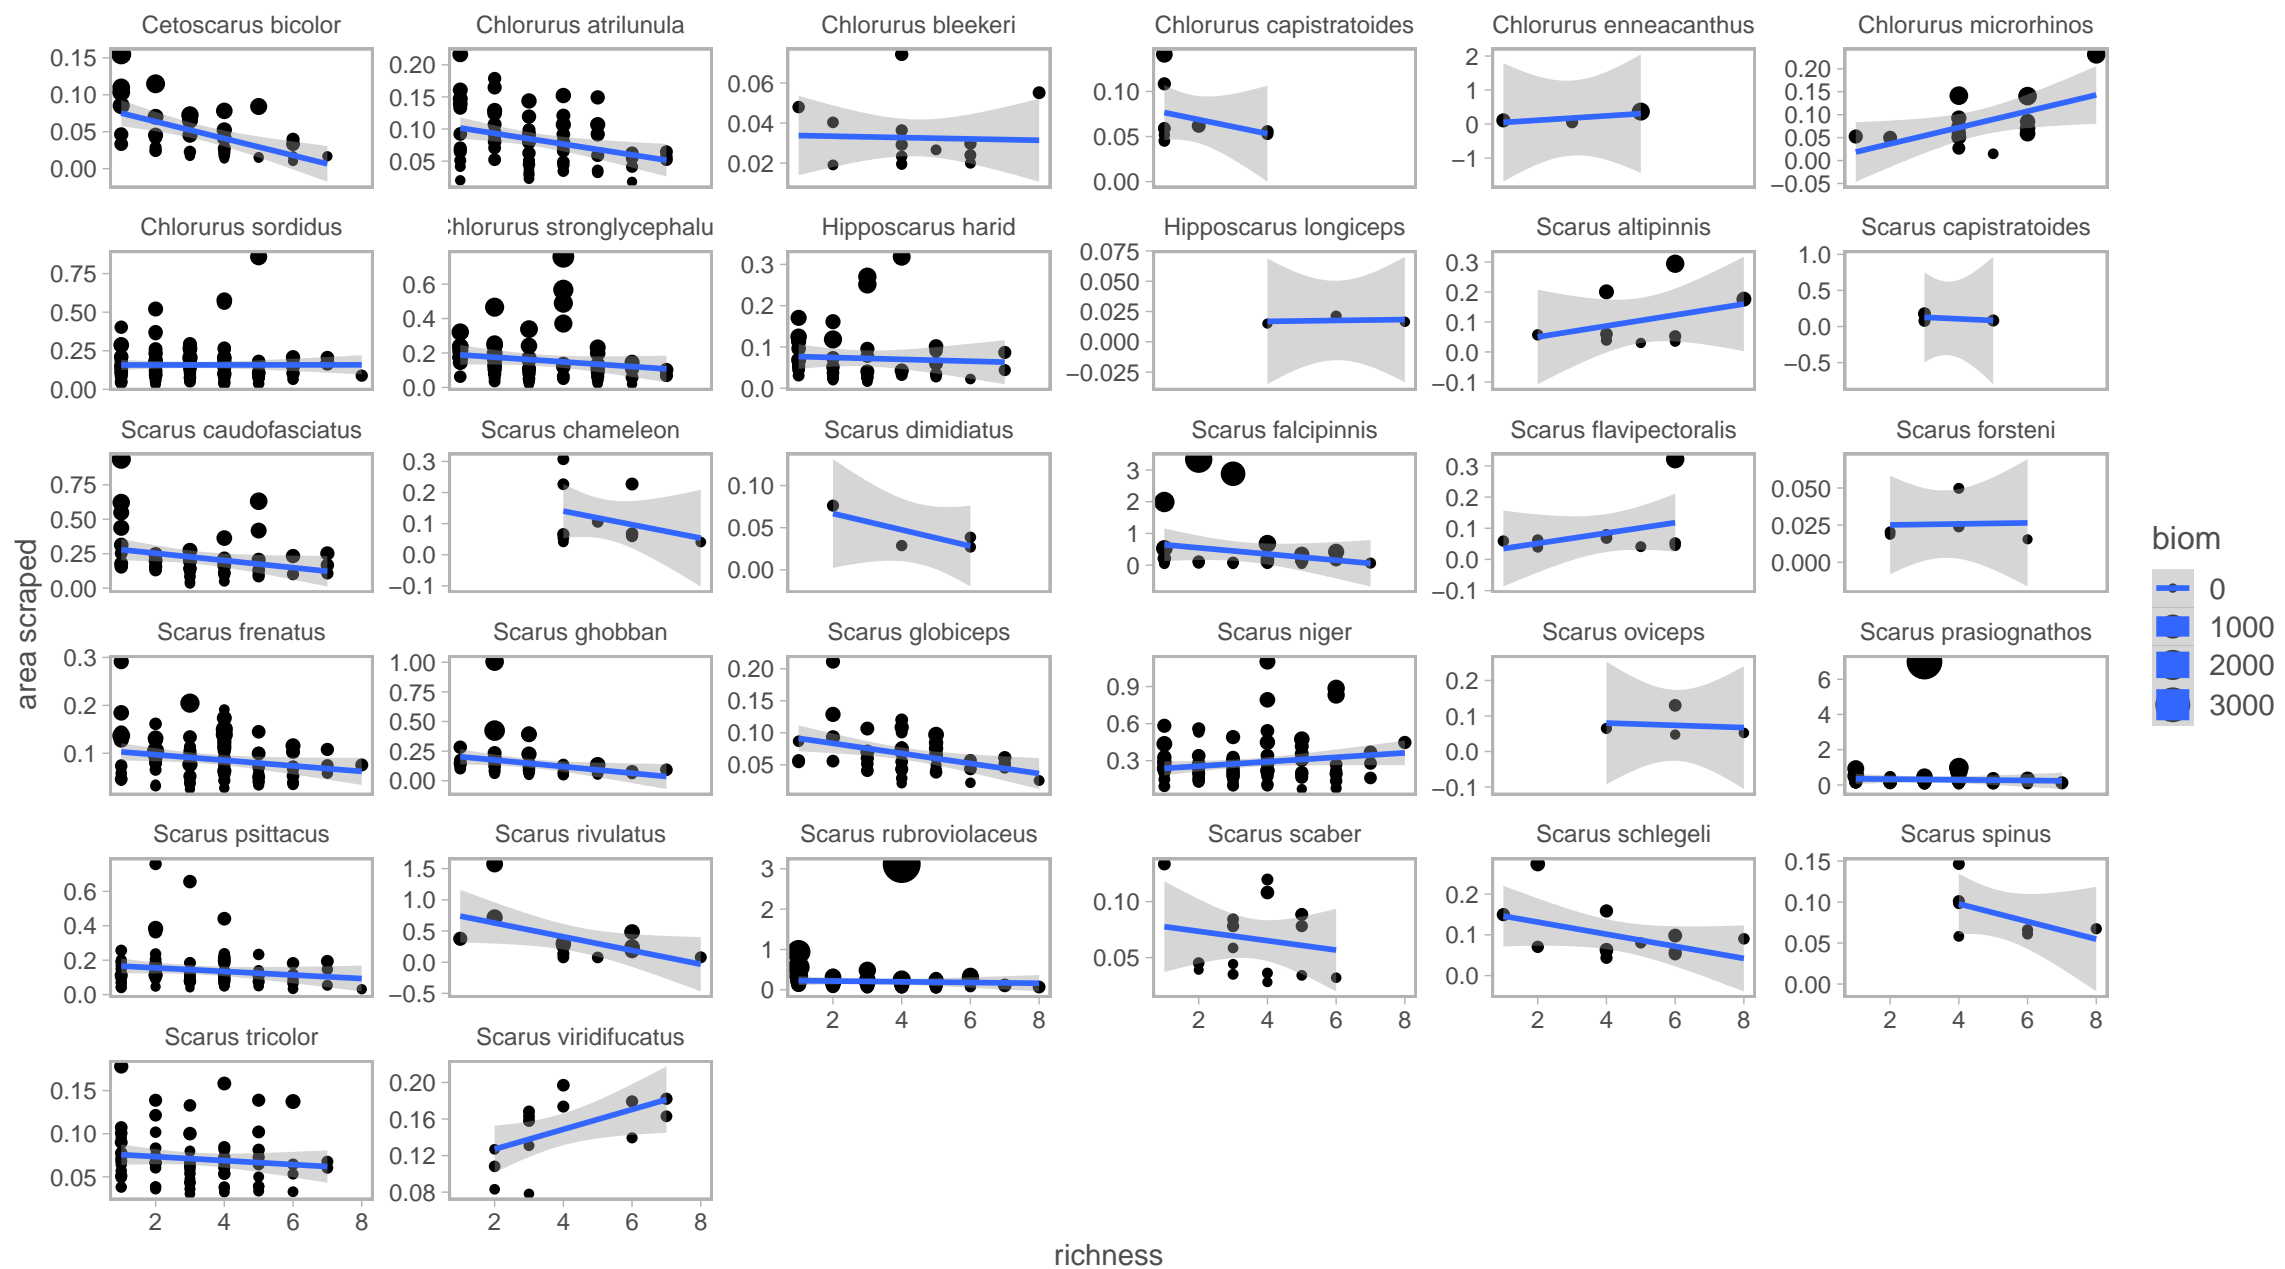 Cetoscarus bicolor Chlorurus atrilunula Chlorurus bleekeri Chlorurus capistratoides Chlorurus enneacanthus Chlorurus microrhinos
0.15 0.10 0.05 0.00
0.20 0.15 0.10 0.05
0.06 0.04 0.02
0.10 0.05 0.00
2 1 0 −1
0.20 0.15 0.10 0.05 0.00 −0.05
Chlorurus sordidus hlorurus stronglycephalu Hipposcarus harid Hipposcarus longiceps Scarus altipinnis Scarus capistratoides
0.75 0.50 0.25 0.00
0.6 0.4 0.2 0.0
0.3 0.2 0.1 0.0
0.075 0.050 0.025 0.000 −0.025
0.3 0.2 0.1 0.0 −0.1
1.0 0.5 0.0 −0.5
Scarus caudofasciatus Scarus chameleon Scarus dimidiatus Scarus falcipinnis Scarus flavipectoralis Scarus forsteni
0.75 0.50 0.25 0.00
0.3 0.2 0.1 0.0 −0.1
0.10 0.05 0.00
3 2 1 0
0.3 0.2 0.1 0.0 −0.1
0.050 0.025 0.000
Scarus frenatus Scarus ghobban Scarus globiceps Scarus niger Scarus oviceps Scarus prasiognathos
0.3 0.2 0.1
1.00 0.75 0.50 0.25 0.00
0.20 0.15 0.10 0.05
0.9 0.6 0.3
0.2 0.1 0.0 −0.1
6 4 2 0
Scarus psittacus Scarus rivulatus Scarus rubroviolaceus Scarus scaber Scarus schlegeli Scarus spinus
0.6 0.4 0.2 0.0
1.5 1.0 0.5 0.0 −0.5
3 2 1 0
0.10 0.05
0.2 0.1 0.0
0.15 0.10 0.05 0.00
2 4 6 8 2 4 6 8 2 4 6 8 2 4 6 8
Scarus tricolor Scarus viridifucatus
0.15 0.10 0.05
0.20 0.16 0.12 0.08
2 4 6 8 2 4 6 8
richness
area scraped
biom
0
1000
2000
3000